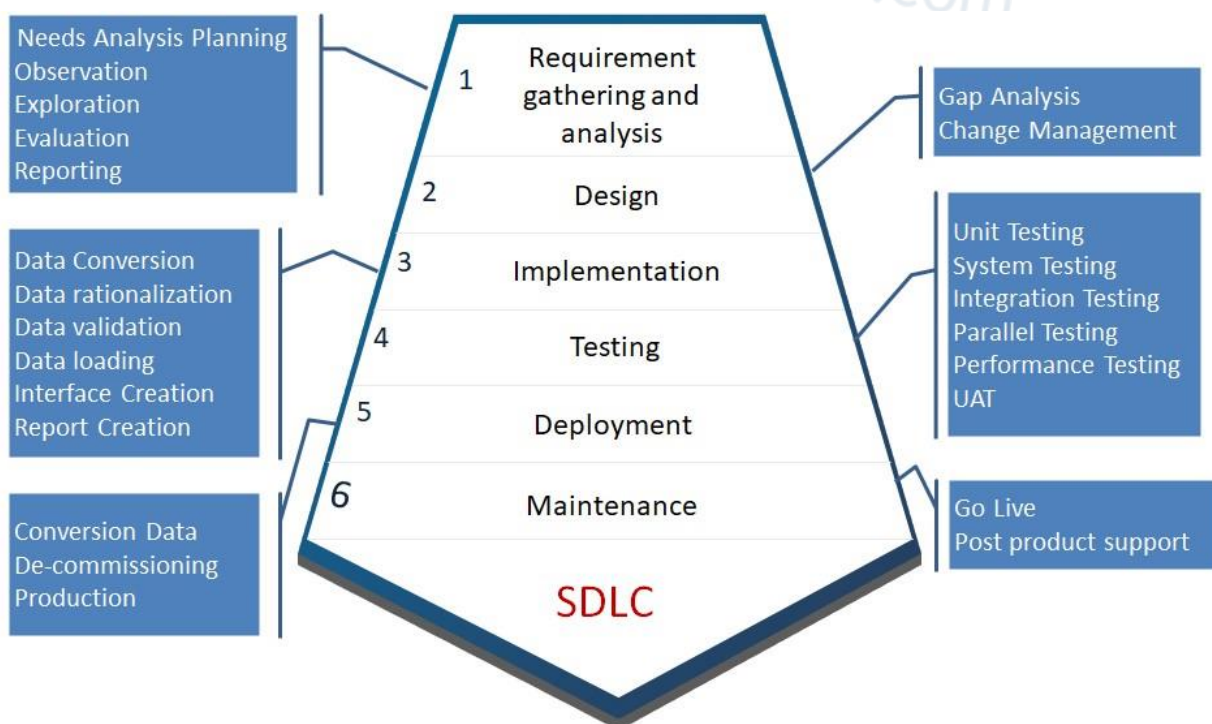 .com
Needs Analysis Planning
Observation
Exploration
Evaluation
Reporting
1
Requirement
gathering and
analysis
Gap Analysis
Change Management
2
Design
Data Conversion
Data rationalization
Data validation
Data loading
Interface Creation
Report Creation
3
Implementation
Unit Testing
System Testing
Integration Testing
Parallel Testing
Performance Testing
UAT
4
Testing
5
Deployment
Conversion Data
De-commissioning
Production
6
Maintenance
Go Live
Post product support
SDLC